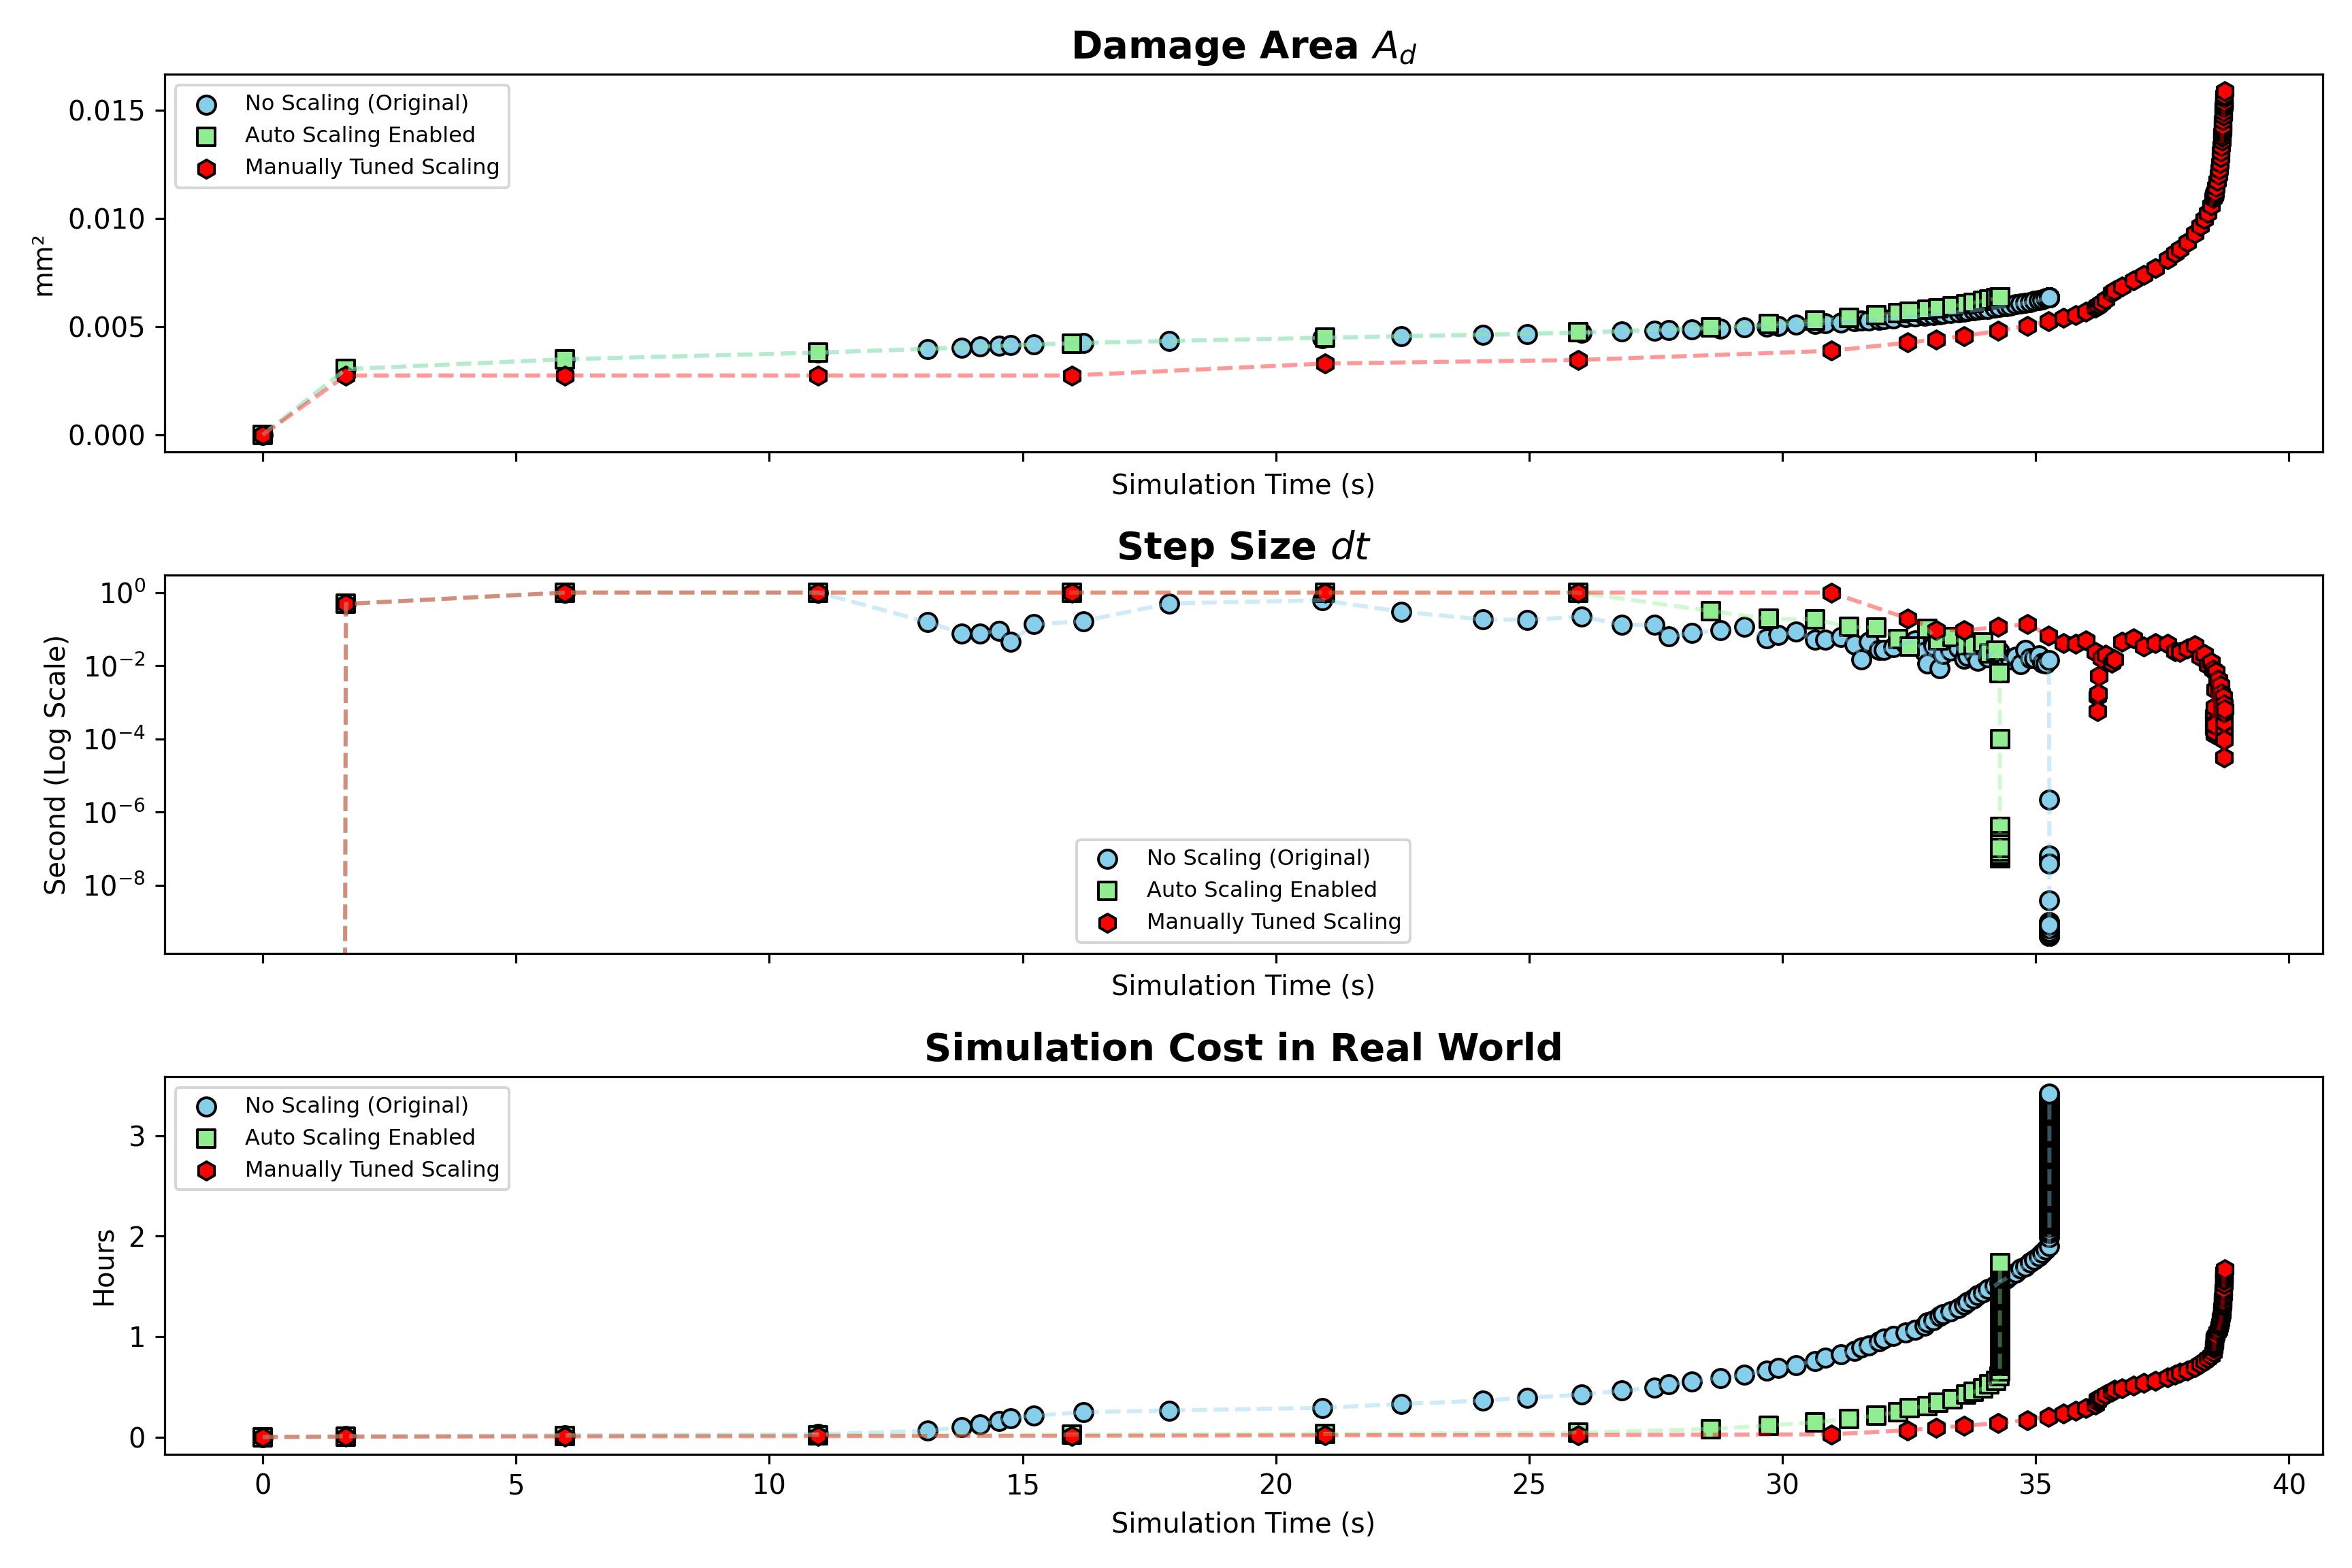 Damage Area A_d
No Scaling (Original)
Auto Scaling Enabled
Manually Tuned Scaling
0.015
0.010
0.005
0.000
mm²
Simulation Time (s)
Step Size dt
10⁰
10⁻²
10⁻⁴
10⁻⁶
10⁻⁸
Second (Log Scale)
No Scaling (Original)
Auto Scaling Enabled
Manually Tuned Scaling
Simulation Time (s)
Simulation Cost in Real World
No Scaling (Original)
Auto Scaling Enabled
Manually Tuned Scaling
3
2
1
0
Hours
0 5 10 15 20 25 30 35 40
Simulation Time (s)